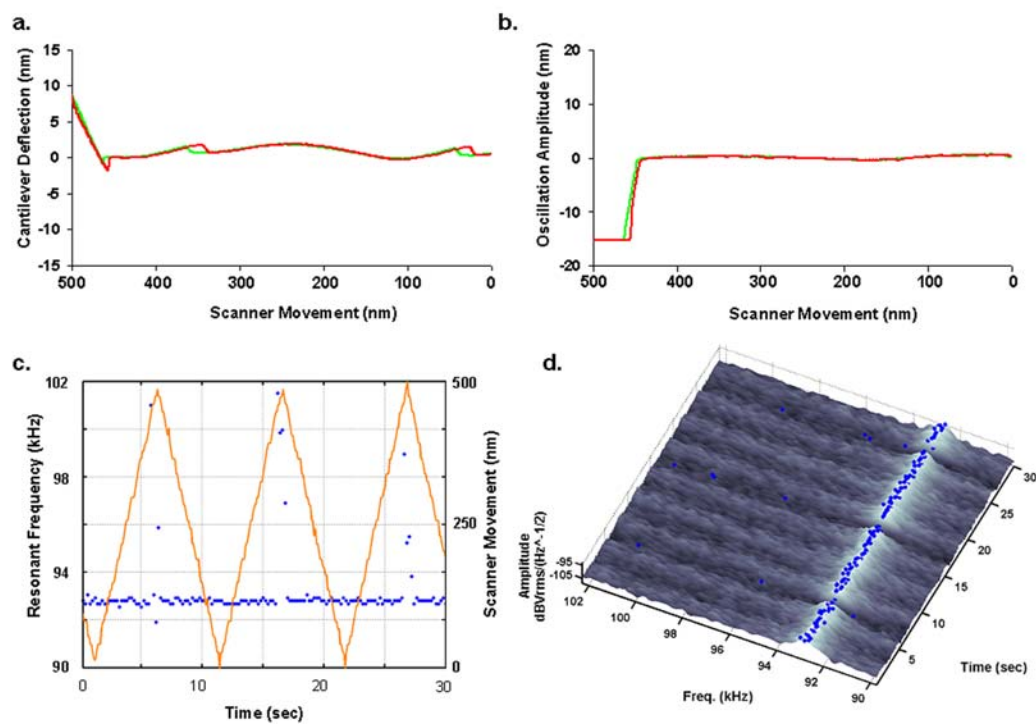 a.
15
10
5
0
-5
-10
-15
500 400 300 200 100 0
Cantilever Deflection (nm)
Scanner Movement (nm)
b.
20
10
0
-10
-20
500 400 300 200 100 0
Oscillation Amplitude (nm)
Scanner Movement (nm)
c.
102
98
94
90
500
250
0
0 10 20 30
Resonant Frequency (kHz)
Scanner Movement (nm)
Time (sec)
d.
-95
-105
Amplitude
dBVrms/(Hz^-1/2)
102 100 98 96 94 92 90
Freq. (kHz)
5 10 15 20 25 30
Time (sec)